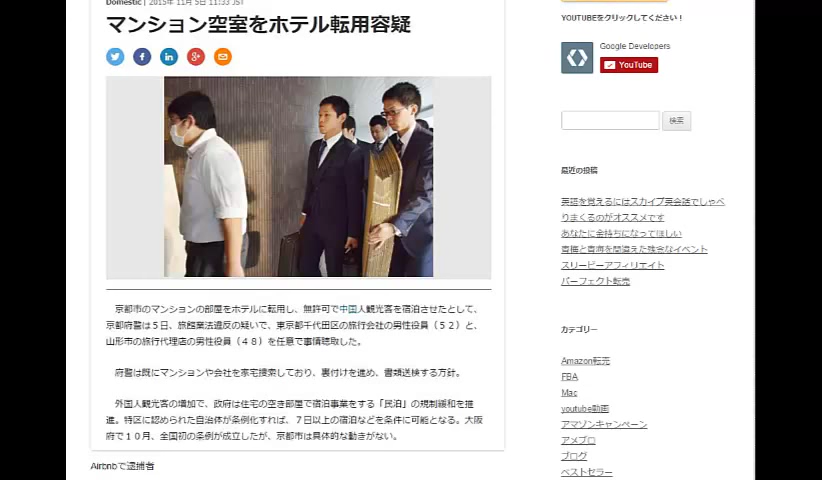 Domestic | 2015年 11月 5日 11:33 JST
マンション空室をホテル転用容疑
京都市のマンションの部屋をホテルに転用し、無許可で中国人観光客を宿泊させたとして、
京都府警は５日、旅館業法違反の疑いで、東京都千代田区の旅行会社の男性役員（５２）と、
山形市の旅行代理店の男性役員（４８）を任意で事情聴取した。
府警は既にマンションや会社を家宅捜索しており、裏付けを進め、書類送検する方針。
外国人観光客の増加で、政府は住宅の空き部屋で宿泊事業をする「民泊」の規制緩和を推
進。特区に認められた自治体が条例化すれば、７日以上の宿泊などを条件に可能となる。大阪
府で１０月、全国初の条例が成立したが、京都市は具体的な動きがない。
Airbnbで逮捕者
YOUTUBEをクリックしてください！
Google Developers
YouTube
検索
最近の投稿
英語を覚えるにはスカイプ英会話でしゃべ
りまくるのがオススメです
あなたに金持ちになってほしい
青梅と青海を間違えた残念なイベント
スリーピーアフィリエイト
パーフェクト転売
カテゴリー
Amazon転売
FBA
Mac
youtube動画
アマゾンキャンペーン
アメブロ
ブログ
ベストセラー